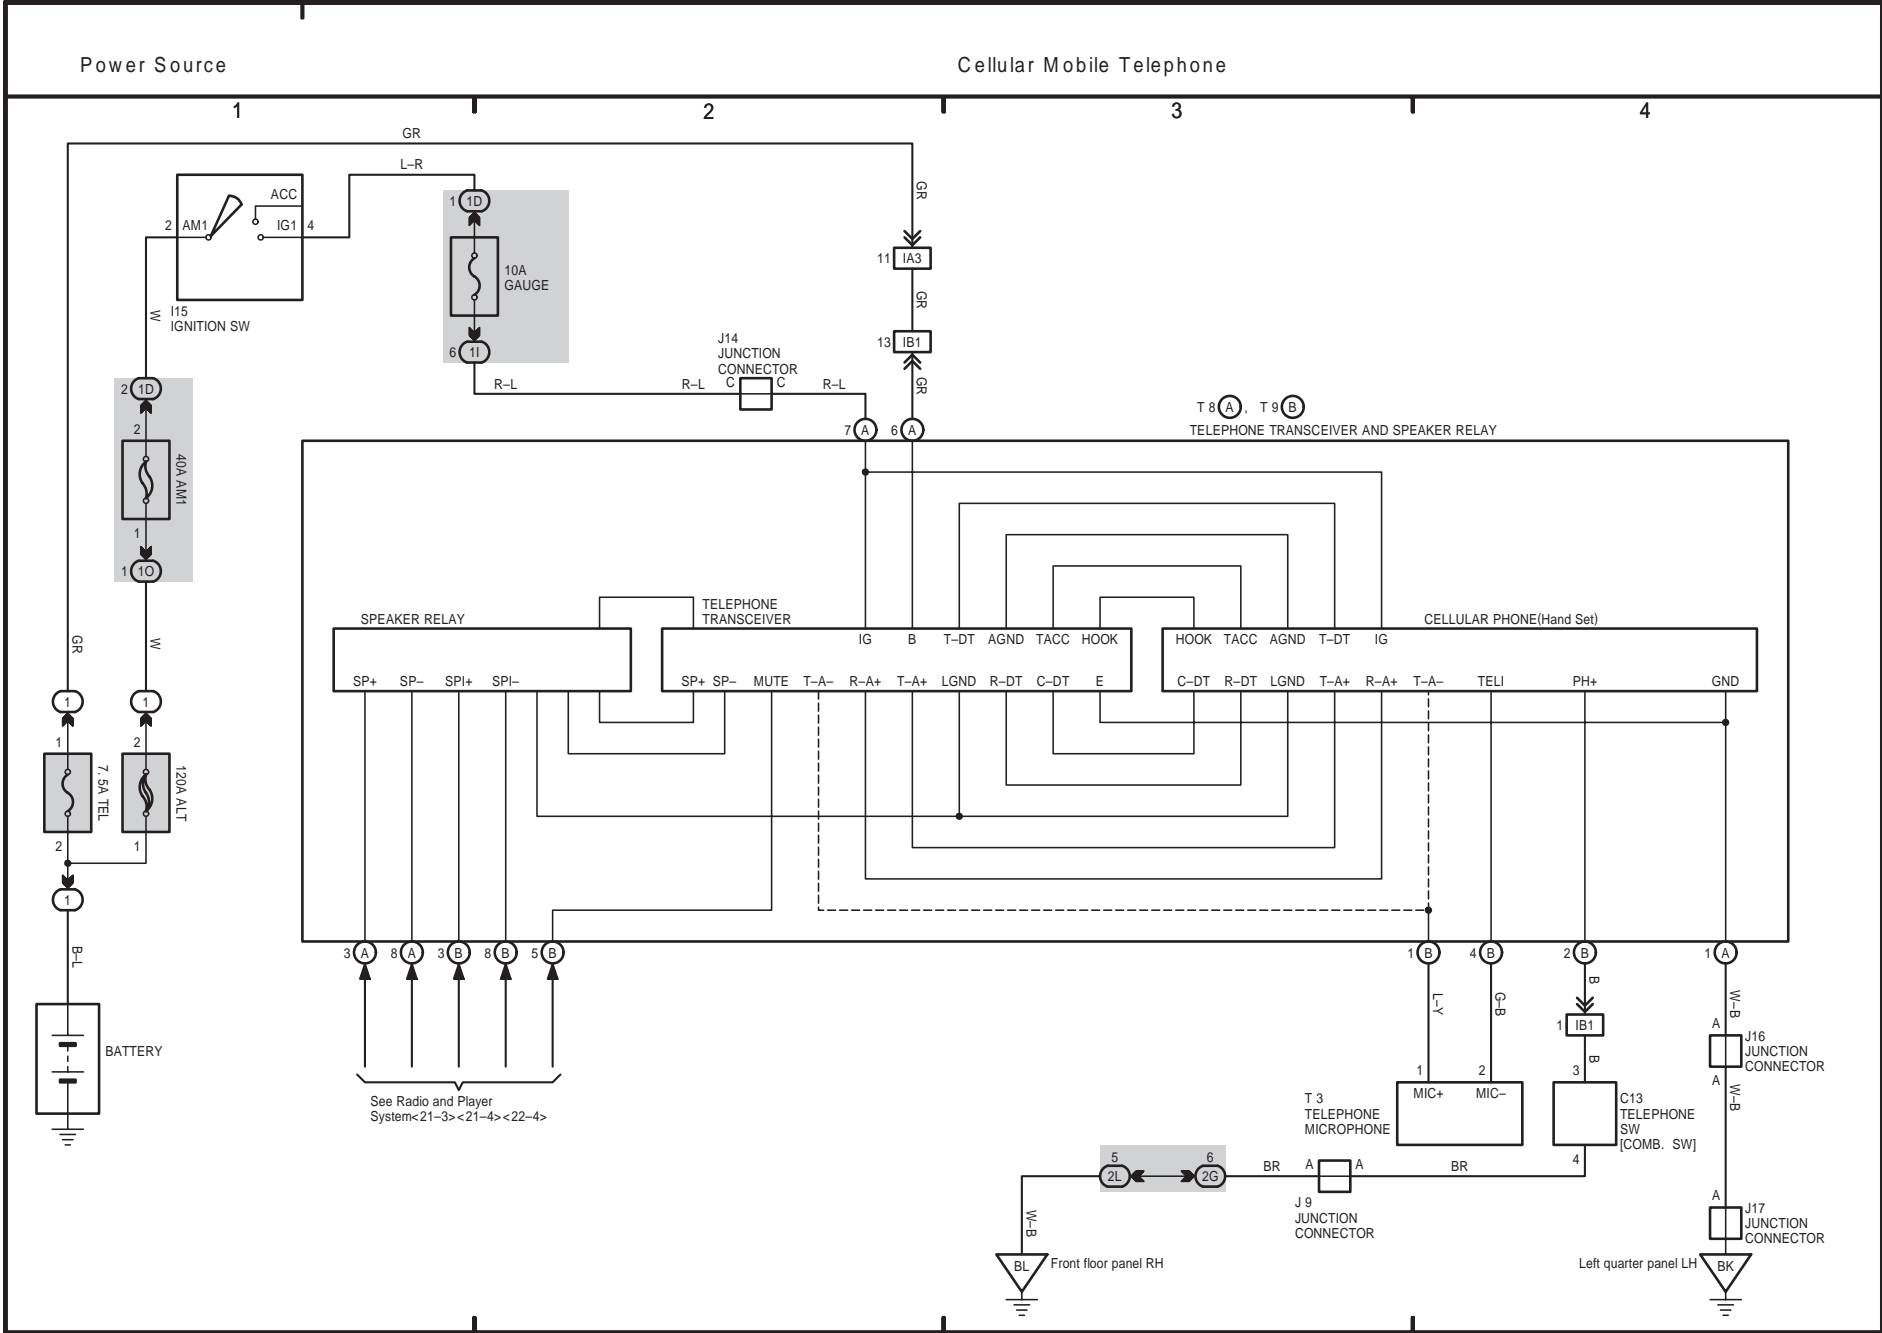 Power Source
Cellular Mobile Telephone
1
2
3
4
GR
L–R
ACC
2
AM1
IG1
4
I15
IGNITION SW
W
1
1D
10A
GAUGE
6
1I
R–L
R–L
J14
JUNCTION
CONNECTOR
C
C
R–L
GR
11
IA3
GR
13
IB1
GR
7
A
6
A
T 8 A , T 9 B
TELEPHONE TRANSCEIVER AND SPEAKER RELAY
2
1D
2
40A AM1
1
1
1O
GR
W
1
1
1
2
7. 5A TEL
120A ALT
2
1
1
B–L
BATTERY
SPEAKER RELAY
SP+
SP–
SPI+
SPI–
TELEPHONE
TRANSCEIVER
IG
B
T–DT
AGND
TACC
HOOK
SP+
SP–
MUTE
T–A–
R–A+
T–A+
LGND
R–DT
C–DT
E
CELLULAR PHONE(Hand Set)
HOOK
TACC
AGND
T–DT
IG
C–DT
R–DT
LGND
T–A+
R–A+
T–A–
TELI
PH+
GND
3
A
8
A
3
B
8
B
5
B
1
B
4
B
2
B
1
A
See Radio and Player
System<21–3><21–4><22–4>
L–Y
G–B
B
W–B
1
IB1
B
A
J16
JUNCTION
CONNECTOR
A
W–B
1
2
3
MIC+
MIC–
T 3
TELEPHONE
MICROPHONE
C13
TELEPHONE
SW
[COMB. SW]
4
5
2L
6
2G
BR
A
A
BR
J 9
JUNCTION
CONNECTOR
A
J17
JUNCTION
CONNECTOR
W–B
BL
Front floor panel RH
Left quarter panel LH
BK